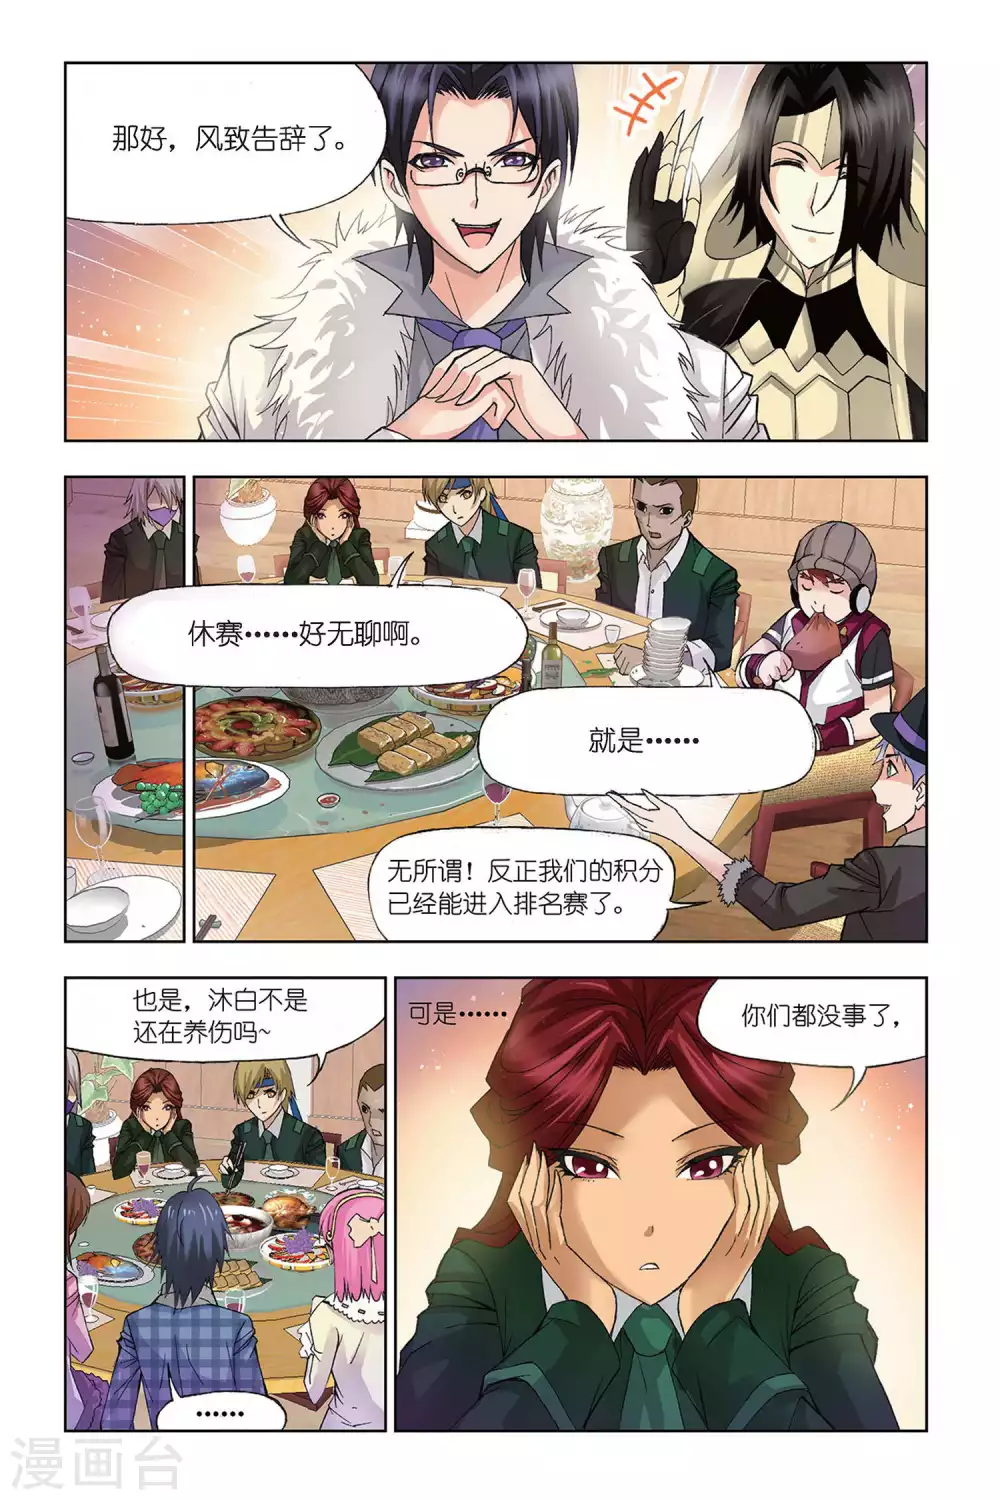 那好，风致告辞了。
休赛……好无聊啊。
就是……
无所谓！反正我们的积分
已经能进入排名赛了。
也是，沐白不是
还在养伤吗~
……
可是……
你们都没事了，
漫画台